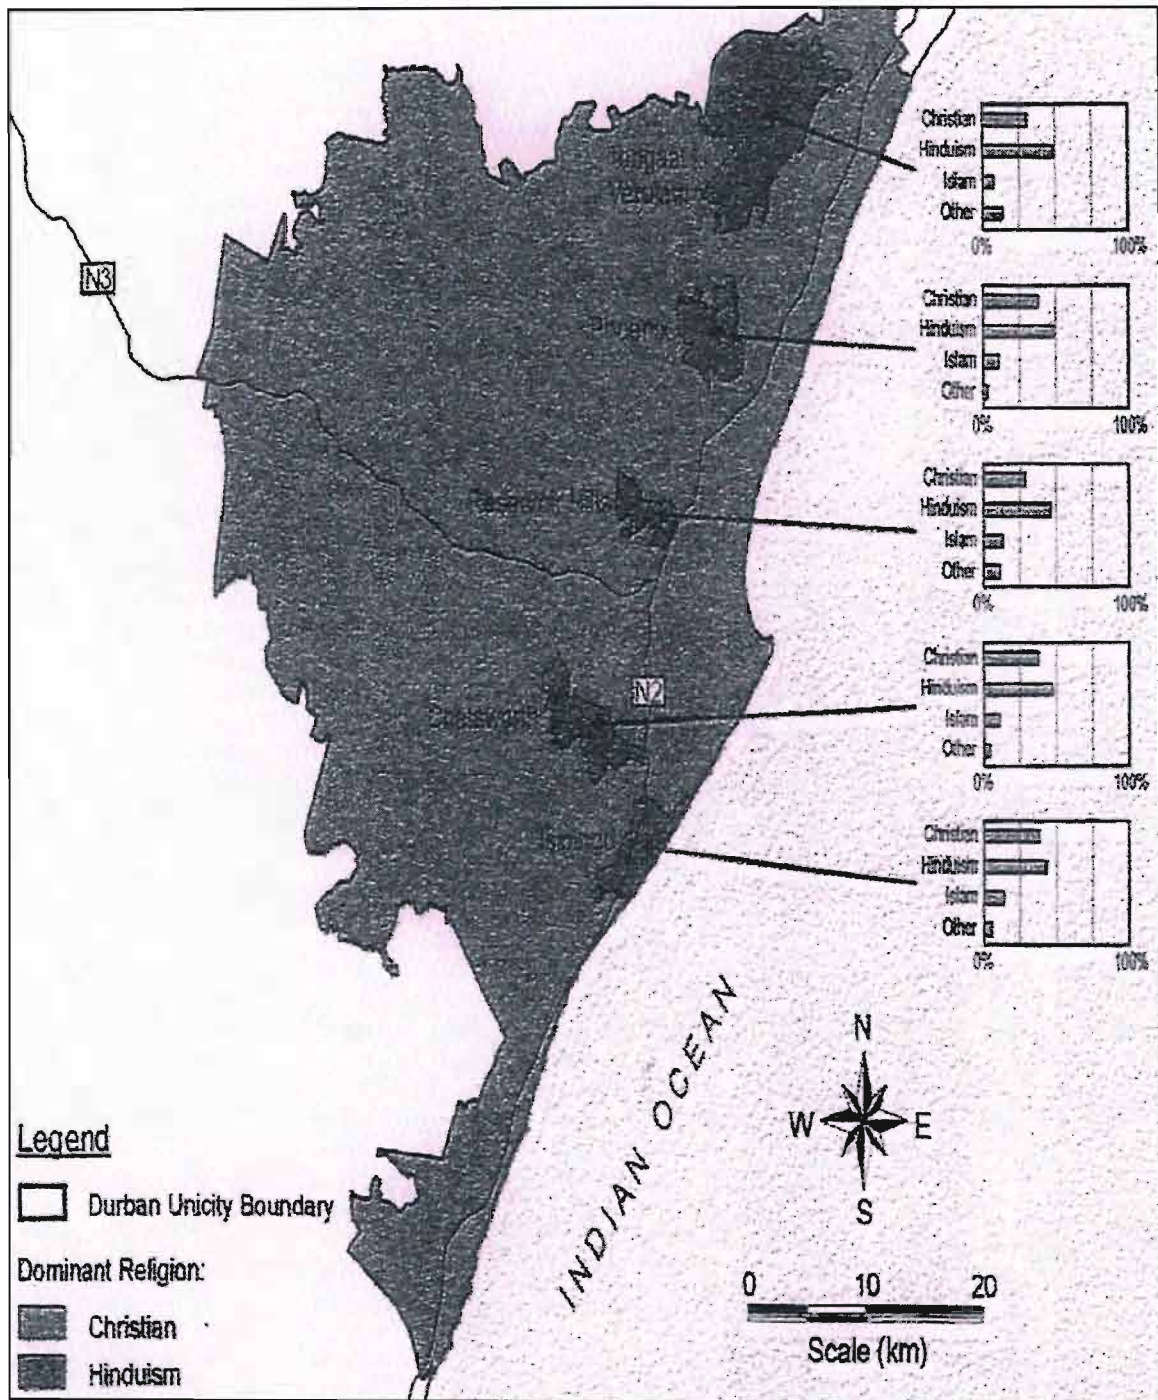 Christian
Hinduism
Islam
Other
0% 100%
N3
Christian
Hinduism
Islam
Other
0% 100%
Christian
Hinduism
Islam
Other
0% 100%
Christian
Hinduism
Islam
Other
0% 100%
N2
Christian
Hinduism
Islam
Other
0% 100%
INDIAN OCEAN
N
W E
S
Legend
Durban Unicity Boundary
Dominant Religion:
Christian
Hinduism
0 10 20
Scale (km)